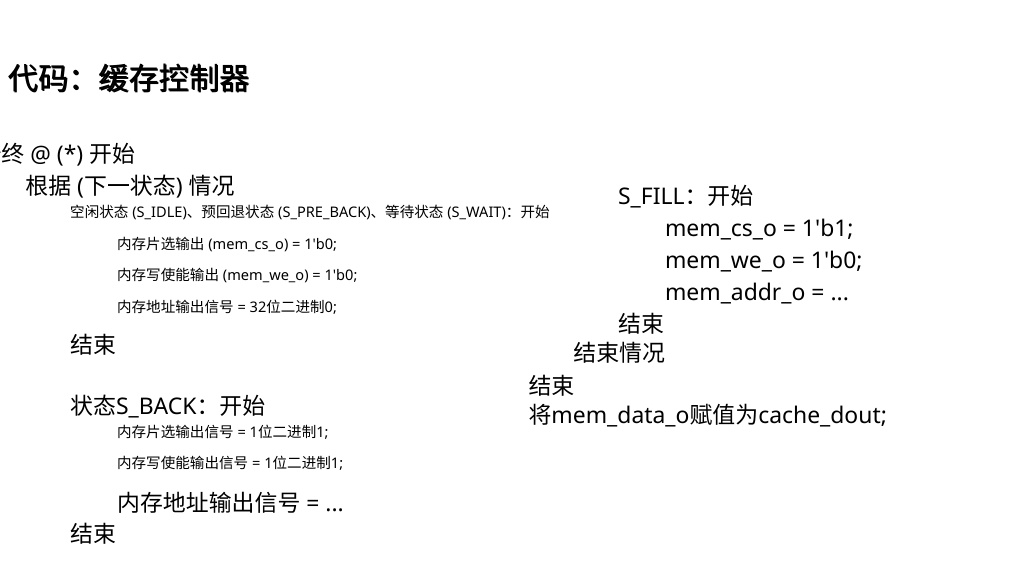 代码：缓存控制器
终 @ (*) 开始
根据 (下一状态) 情况
空闲状态 (S_IDLE)、预回退状态 (S_PRE_BACK)、等待状态 (S_WAIT)：开始
内存片选输出 (mem_cs_o) = 1'b0;
内存写使能输出 (mem_we_o) = 1'b0;
内存地址输出信号 = 32位二进制0;
结束
状态S_BACK：开始
内存片选输出信号 = 1位二进制1;
内存写使能输出信号 = 1位二进制1;
内存地址输出信号 = ...
结束
S_FILL：开始
mem_cs_o = 1'b1;
mem_we_o = 1'b0;
mem_addr_o = ...
结束
结束情况
结束
将mem_data_o赋值为cache_dout;